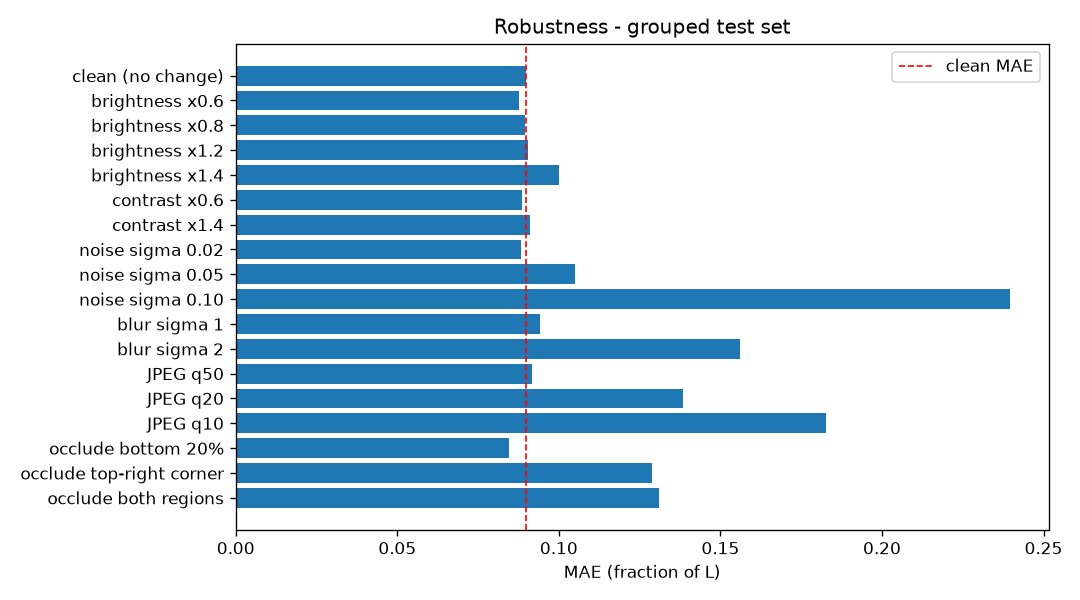 Robustness - grouped test set
clean MAE
clean (no change)
brightness x0.6
brightness x0.8
brightness x1.2
brightness x1.4
contrast x0.6
contrast x1.4
noise sigma 0.02
noise sigma 0.05
noise sigma 0.10
blur sigma 1
blur sigma 2
JPEG q50
JPEG q20
JPEG q10
occlude bottom 20%
occlude top-right corner
occlude both regions
0.00 0.05 0.10 0.15 0.20 0.25
MAE (fraction of L)